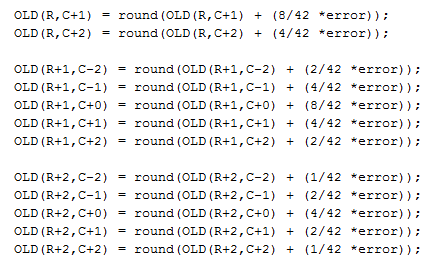 OLD(R,C+1) = round(OLD(R,C+1) + (8/42 *error));
OLD(R,C+2) = round(OLD(R,C+2) + (4/42 *error));

OLD(R+1,C-2) = round(OLD(R+1,C-2) + (2/42 *error));
OLD(R+1,C-1) = round(OLD(R+1,C-1) + (4/42 *error));
OLD(R+1,C+0) = round(OLD(R+1,C+0) + (8/42 *error));
OLD(R+1,C+1) = round(OLD(R+1,C+1) + (4/42 *error));
OLD(R+1,C+2) = round(OLD(R+1,C+2) + (2/42 *error));

OLD(R+2,C-2) = round(OLD(R+2,C-2) + (1/42 *error));
OLD(R+2,C-1) = round(OLD(R+2,C-1) + (2/42 *error));
OLD(R+2,C+0) = round(OLD(R+2,C+0) + (4/42 *error));
OLD(R+2,C+1) = round(OLD(R+2,C+1) + (2/42 *error));
OLD(R+2,C+2) = round(OLD(R+2,C+2) + (1/42 *error));